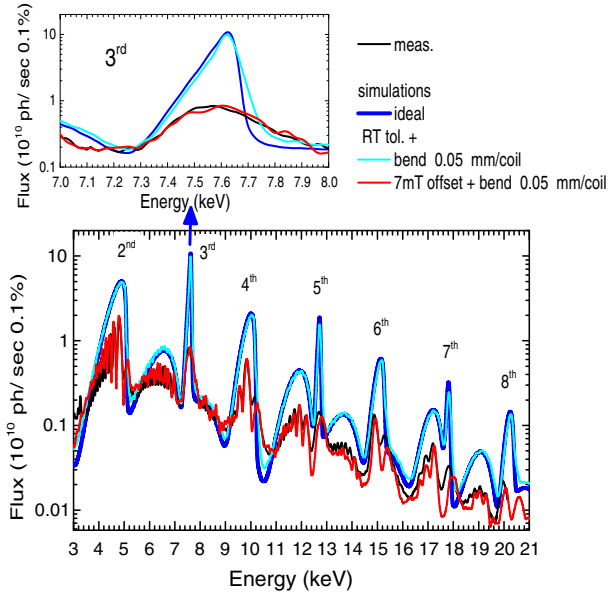 3rd
Flux (10^10 ph/ sec 0.1%)
10
1
0.1
7.0 7.1 7.2 7.3 7.4 7.5 7.6 7.7 7.8 7.9 8.0
Energy (keV)
meas.
simulations
ideal
RT tol. +
bend 0.05 mm/coil
7mT offset + bend 0.05 mm/coil
Flux (10^10 ph/ sec 0.1%)
10
1
0.1
0.01
2nd
3rd
4th
5th
6th
7th
8th
3 4 5 6 7 8 9 10 11 12 13 14 15 16 17 18 19 20 21
Energy (keV)